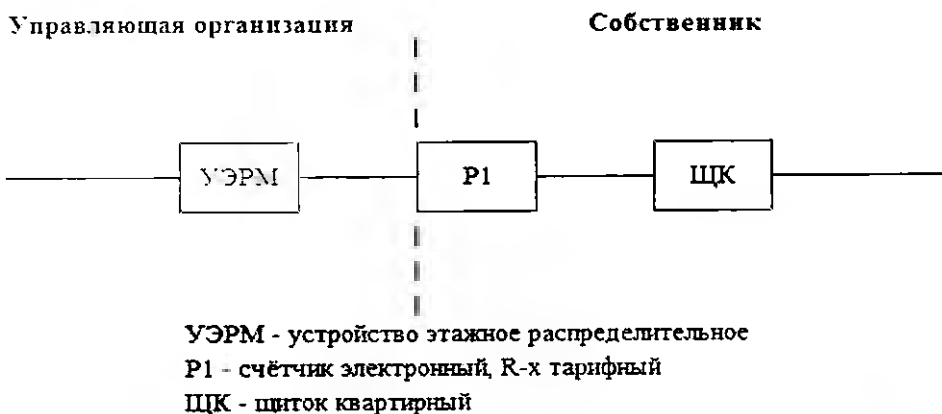 Управляющая организация
Собственник
УЭРМ
Р1
ЩК
УЭРМ - устройство этажное распределительное
Р1 - счётчик электронный, R-х тарифный
ЩК - щиток квартирный